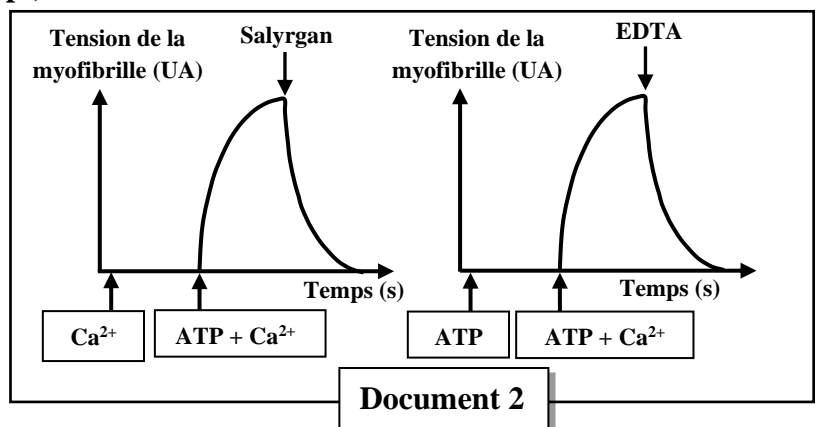 Tension de la
myofibrille (UA)
Salyrgan
Temps (s)
Ca²⁺
ATP + Ca²⁺
Tension de la
myofibrille (UA)
EDTA
Temps (s)
ATP
ATP + Ca²⁺
Document 2